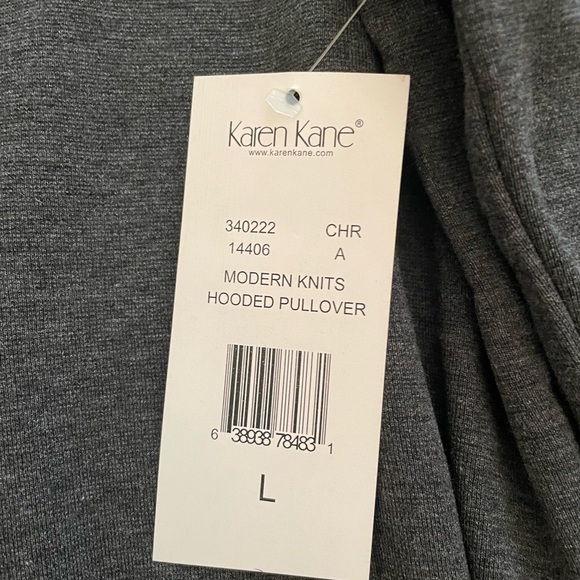 Karen Kane®
www.karenkane.com
340222 CHR
14406 A
MODERN KNITS
HOODED PULLOVER
6 38938 78483 1
L